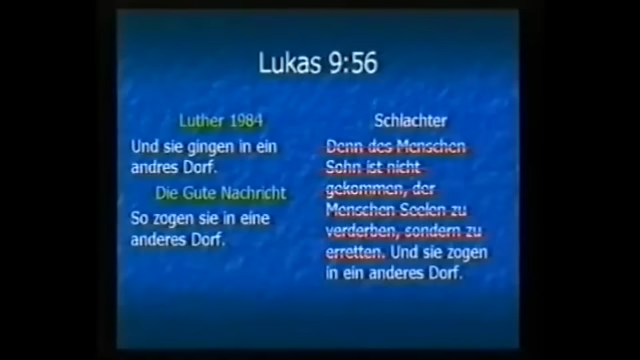 Lukas 9:56
Luther 1984
Und sie gingen in ein
andres Dorf.
Die Gute Nachricht
So zogen sie in eine
anderes Dorf.
Schlachter
Denn des Menschen
Sohn ist nicht
gekommen, der
Menschen Seelen zu
verderben, sondern zu
erretten. Und sie zogen
in ein anderes Dorf.